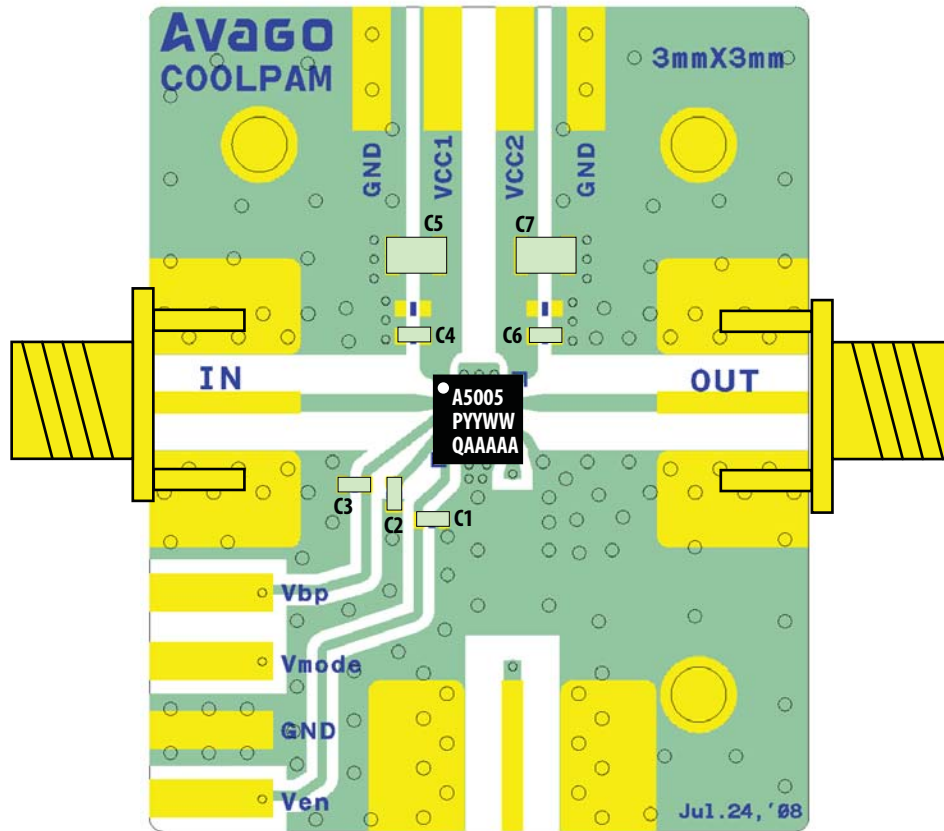 Avago
COOLPAM
3mmX3mm
GND
VCC1
VCC2
GND
C5
C7
C4
C6
IN
OUT
A5005
PYYWW
QAAAAA
C3
C2
C1
Vbp
Vmode
GND
Ven
Jul.24,'08